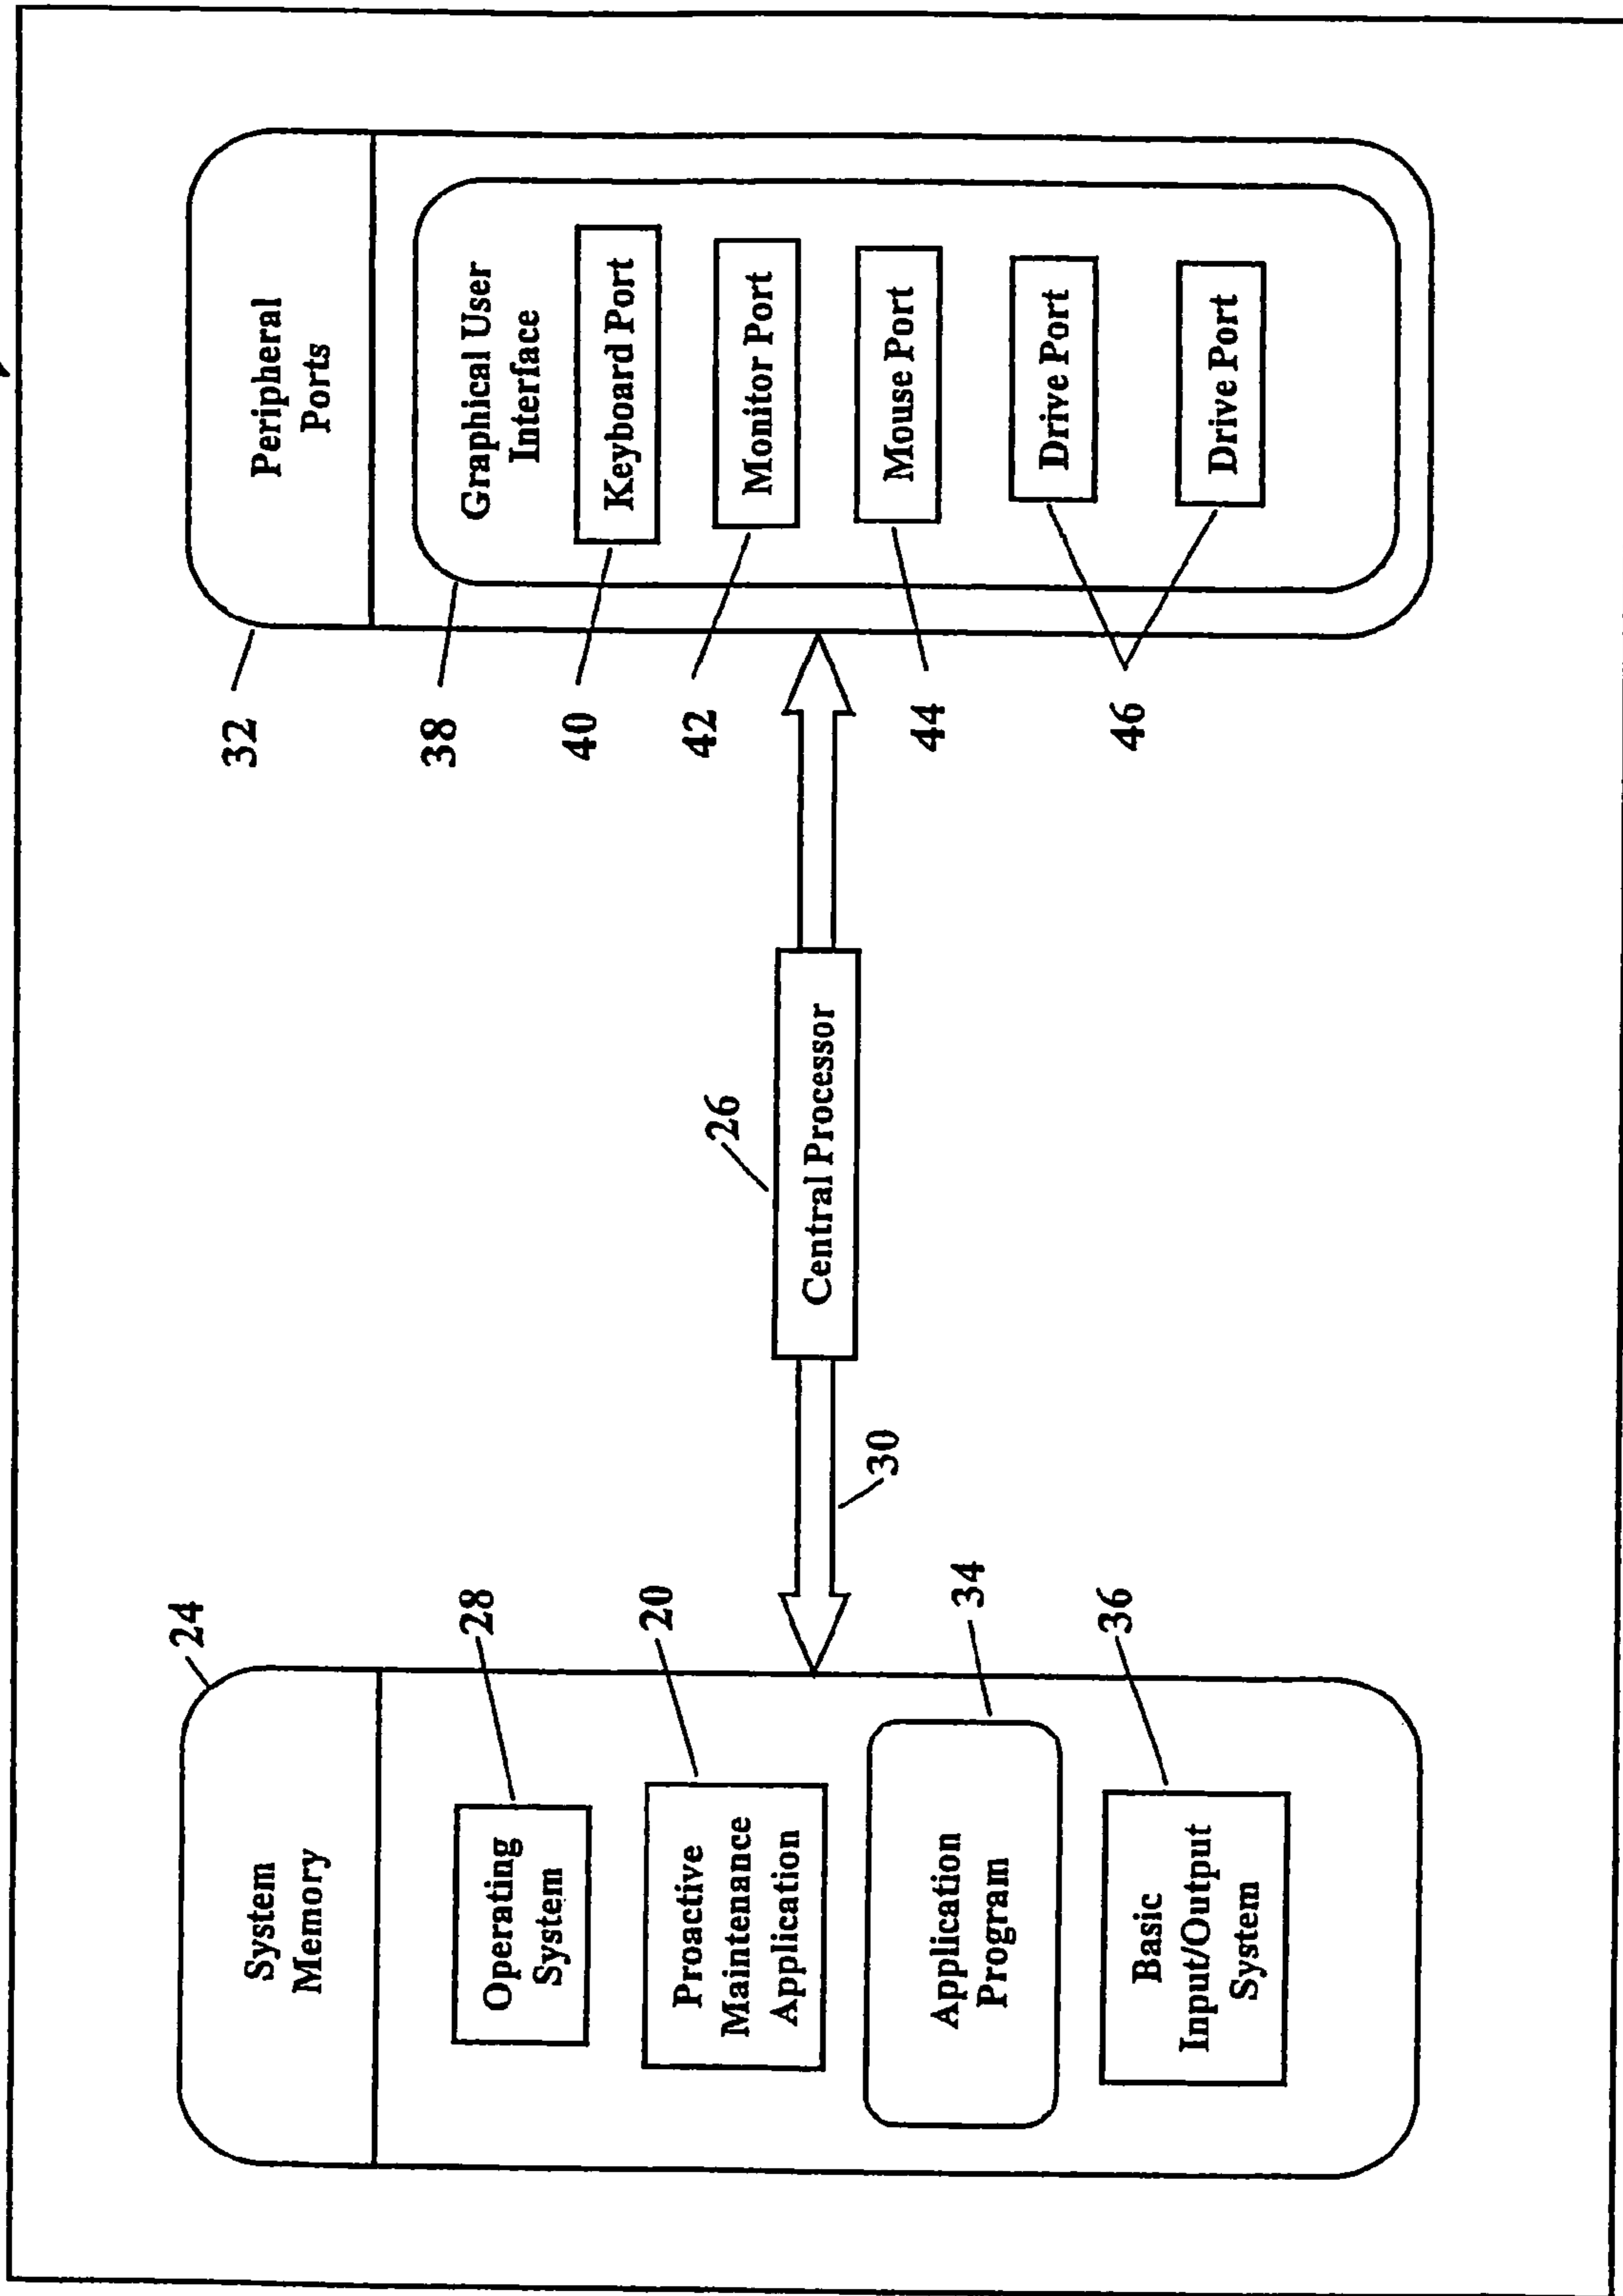 24
System
Memory
28
Operating
System
20
Proactive
Maintenance
Application
34
Application
Program
36
Basic
Input/Output
System
26
Central Processor
30
32
Peripheral
Ports
38
Graphical User
Interface
40
Keyboard Port
42
Monitor Port
44
Mouse Port
46
Drive Port
Drive Port